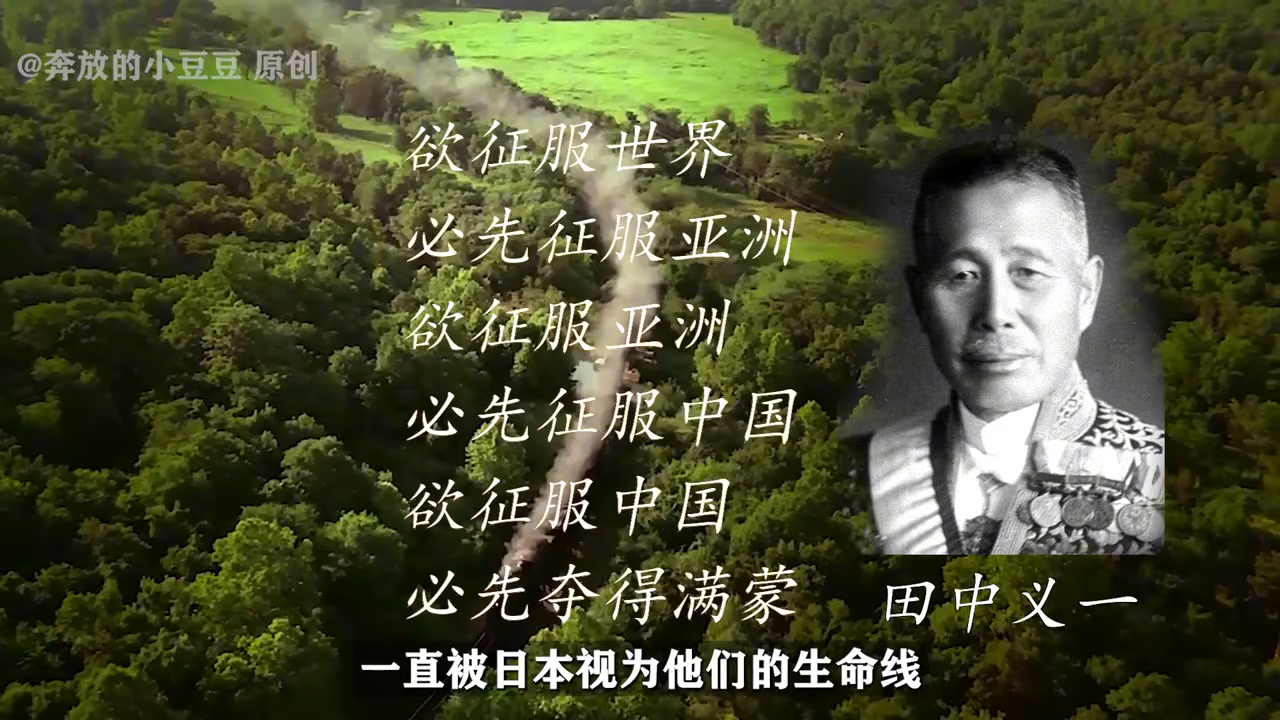 @奔放的小豆豆 原创
欲征服世界
必先征服亚洲
欲征服亚洲
必先征服中国
欲征服中国
必先夺得满蒙
田中义一
一直被日本视为他们的生命线